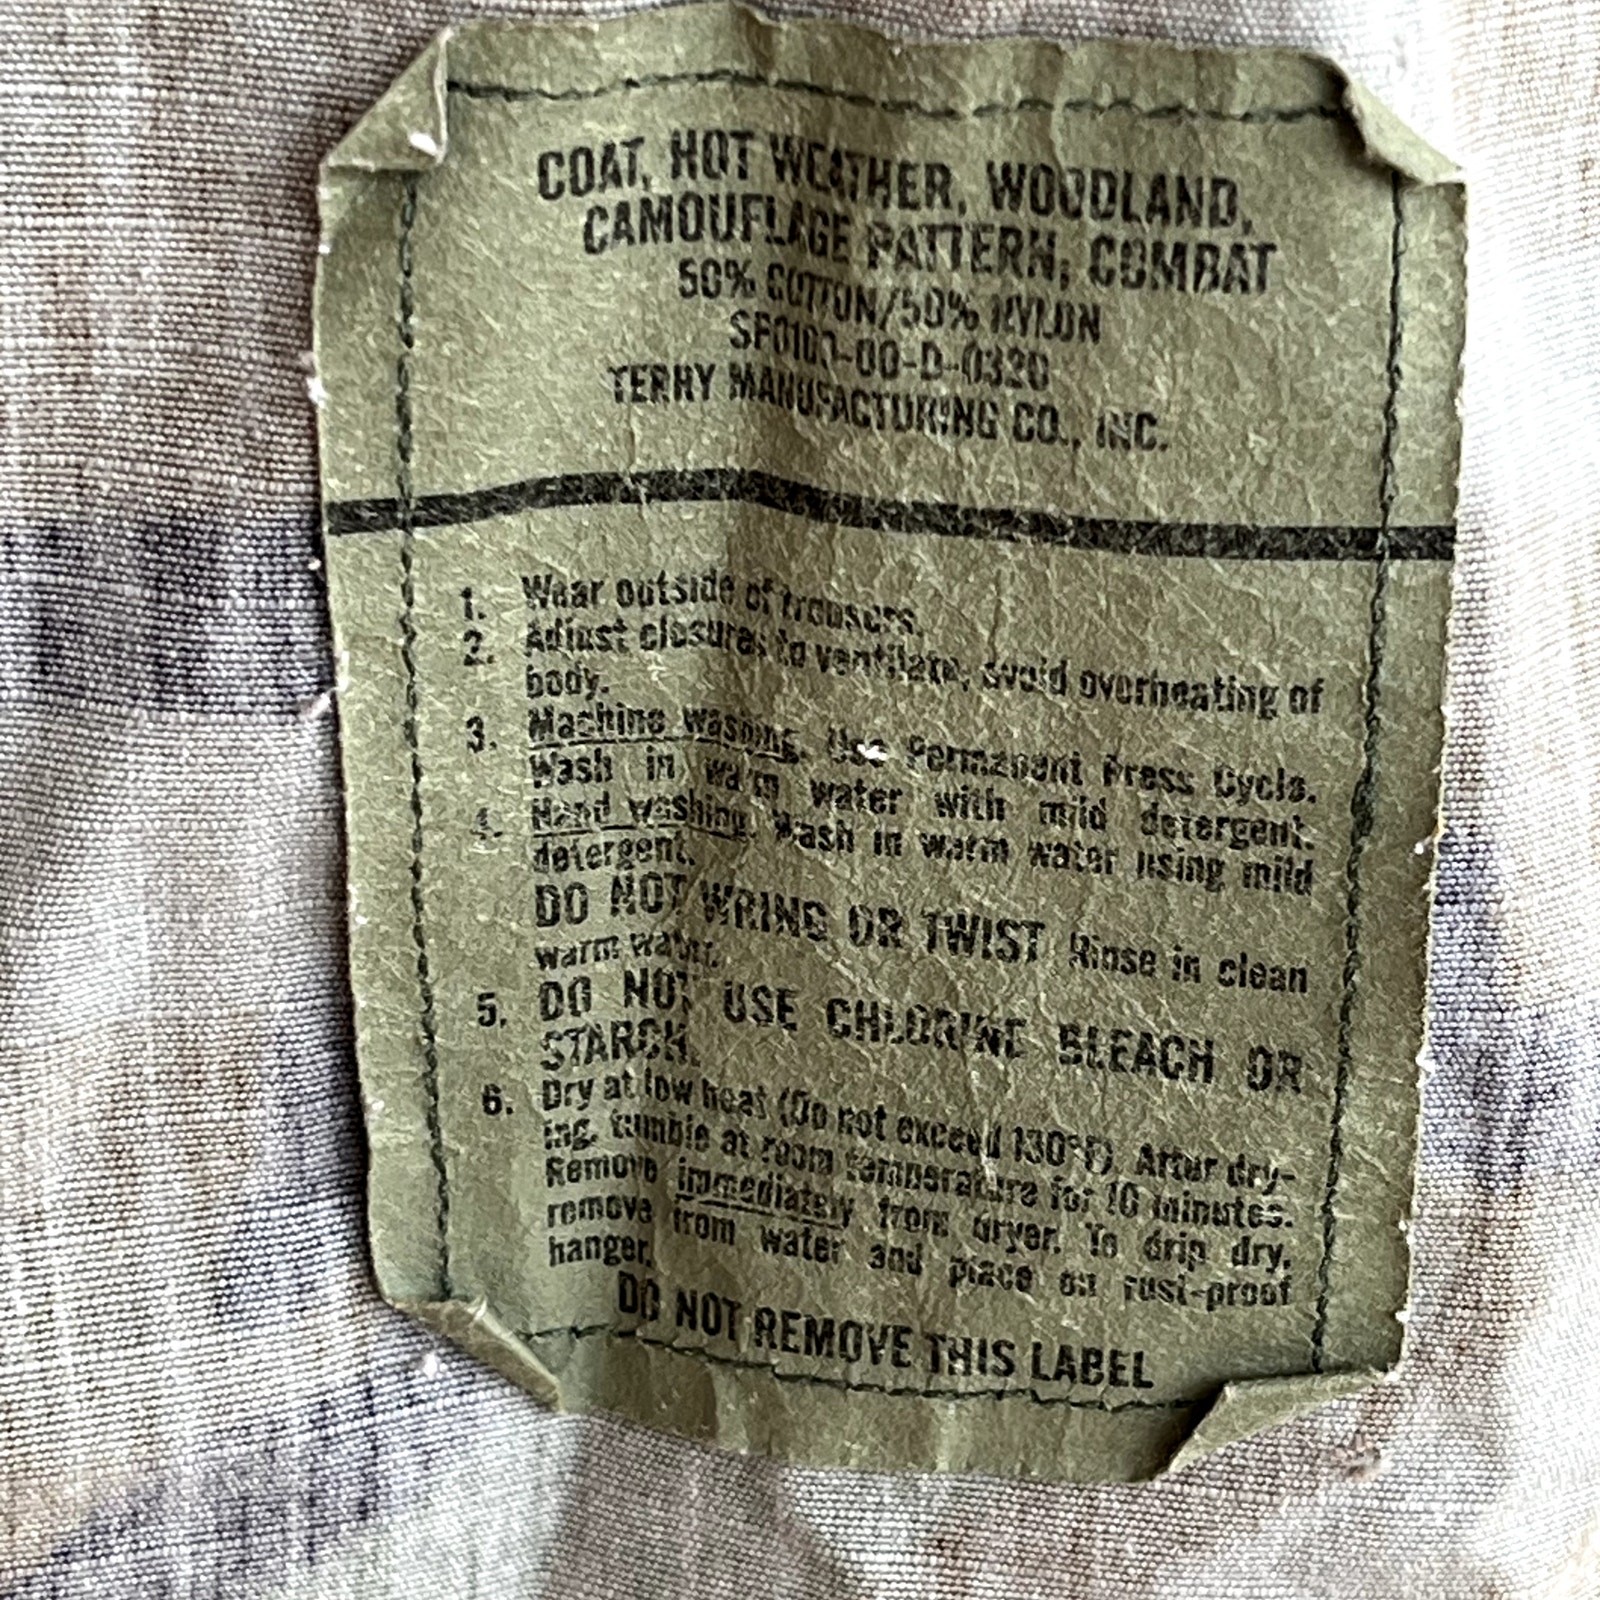 COAT, HOT WEATHER, WOODLAND,
CAMOUFLAGE PATTERN, COMBAT
50% COTTON/50% NYLON
SP0100-00-D-0320
TERRY MANUFACTURING CO., INC.
1. Wear outside of trousers.
2. Adjust closures to ventilate, avoid overheating of
body.
3. Machine washing. Use Permanent Press Cycle.
Wash in warm water with mild detergent.
4. Hand washing. Wash in warm water using mild
detergent.
DO NOT WRING OR TWIST Rinse in clean
warm water.
5. DO NOT USE CHLORINE BLEACH OR
STARCH.
6. Dry at low heat (Do not exceed 130°F). After dry-
ing, tumble at room temperature for 10 minutes.
Remove immediately from dryer. To drip dry,
remove from water and place on rust-proof
hanger.
DO NOT REMOVE THIS LABEL